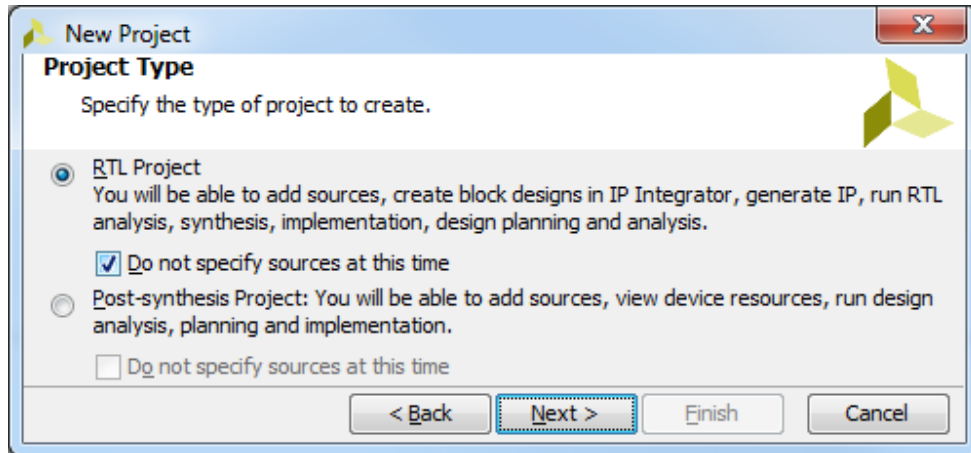 New Project
Project Type
Specify the type of project to create.
RTL Project
You will be able to add sources, create block designs in IP Integrator, generate IP, run RTL
analysis, synthesis, implementation, design planning and analysis.
Do not specify sources at this time
Post-synthesis Project: You will be able to add sources, view device resources, run design
analysis, planning and implementation.
Do not specify sources at this time
< Back Next > Finish Cancel